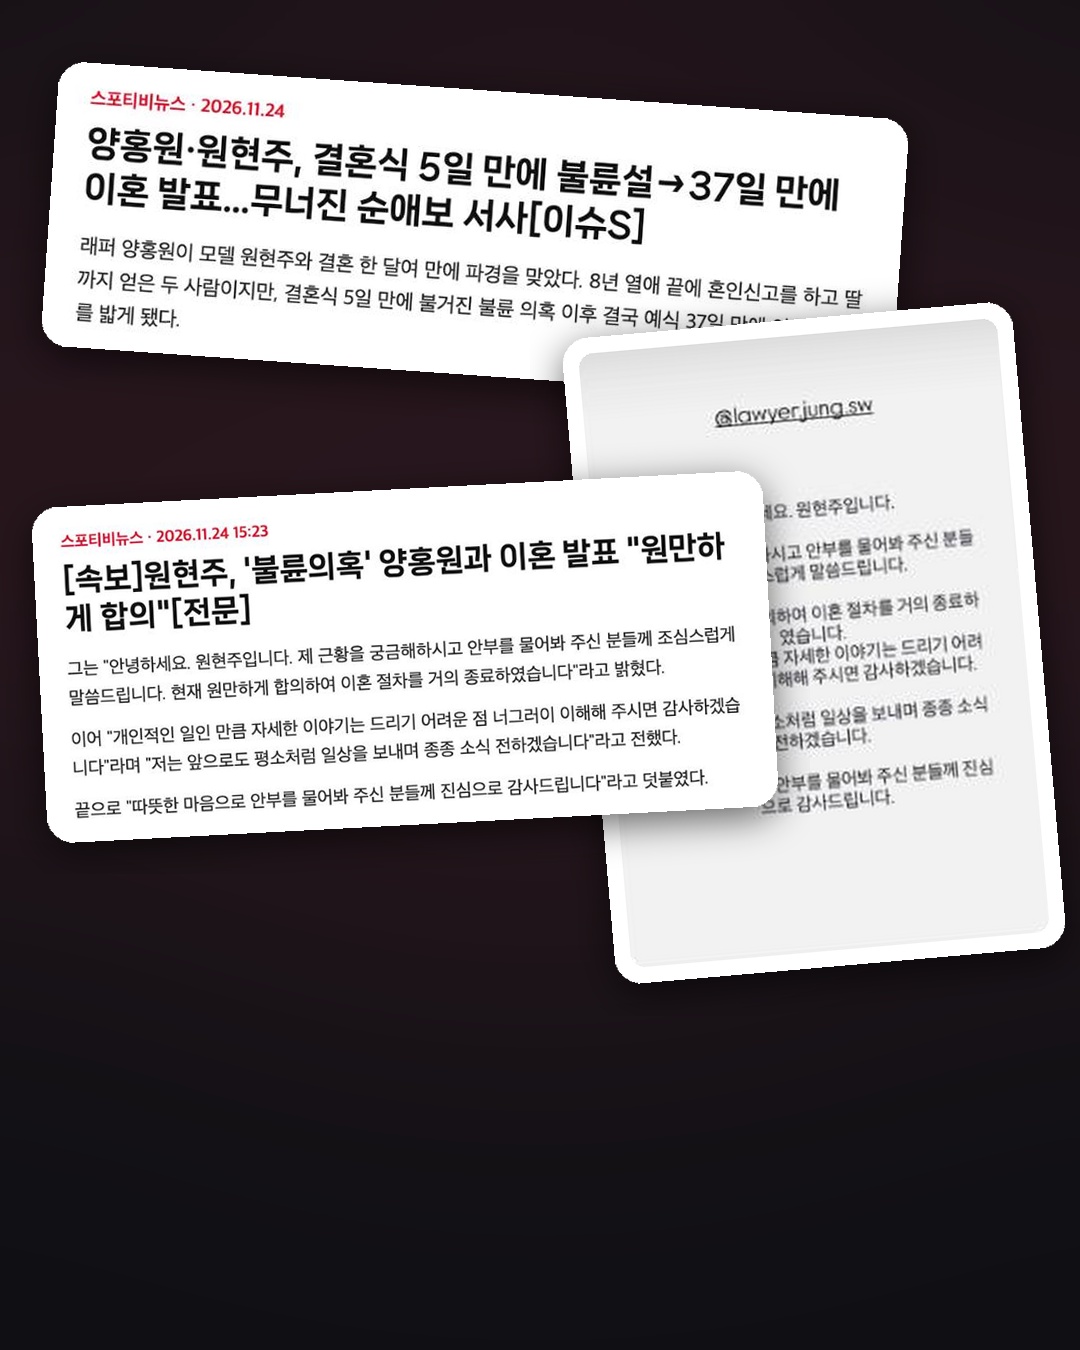 스포티비뉴스 · 2026.11.24
양홍원·원현주, 결혼식 5일 만에 불륜설→37일 만에
이혼 발표...무너진 순애보 서사[이슈S]
래퍼 양홍원이 모델 원현주와 결혼 한 달여 만에 파경을 맞았다. 8년 열애 끝에 혼인신고를 하고 딸
까지 얻은 두 사람이지만, 결혼식 5일 만에 불거진 불륜 의혹 이후 결국 예식 37일 만에
를 밟게 됐다.
@lawyer.jung.sw
요. 원현주입니다.
시고 안부를 물어봐 주신 분들
스럽게 말씀드립니다.
하여 이혼 절차를 거의 종료하
였습니다.
자세한 이야기는 드리기 어려
이해해 주시면 감사하겠습니다.
소처럼 일상을 보내며 종종 소식
전하겠습니다.
안부를 물어봐 주신 분들께 진심
으로 감사드립니다.
스포티비뉴스 · 2026.11.24 15:23
[속보]원현주, '불륜의혹' 양홍원과 이혼 발표 "원만하
게 합의"[전문]
그는 "안녕하세요. 원현주입니다. 제 근황을 궁금해하시고 안부를 물어봐 주신 분들께 조심스럽게
말씀드립니다. 현재 원만하게 합의하여 이혼 절차를 거의 종료하였습니다"라고 밝혔다.
이어 "개인적인 일인 만큼 자세한 이야기는 드리기 어려운 점 너그러이 이해해 주시면 감사하겠습
니다"라며 "저는 앞으로도 평소처럼 일상을 보내며 종종 소식 전하겠습니다"라고 전했다.
끝으로 "따뜻한 마음으로 안부를 물어봐 주신 분들께 진심으로 감사드립니다"라고 덧붙였다.